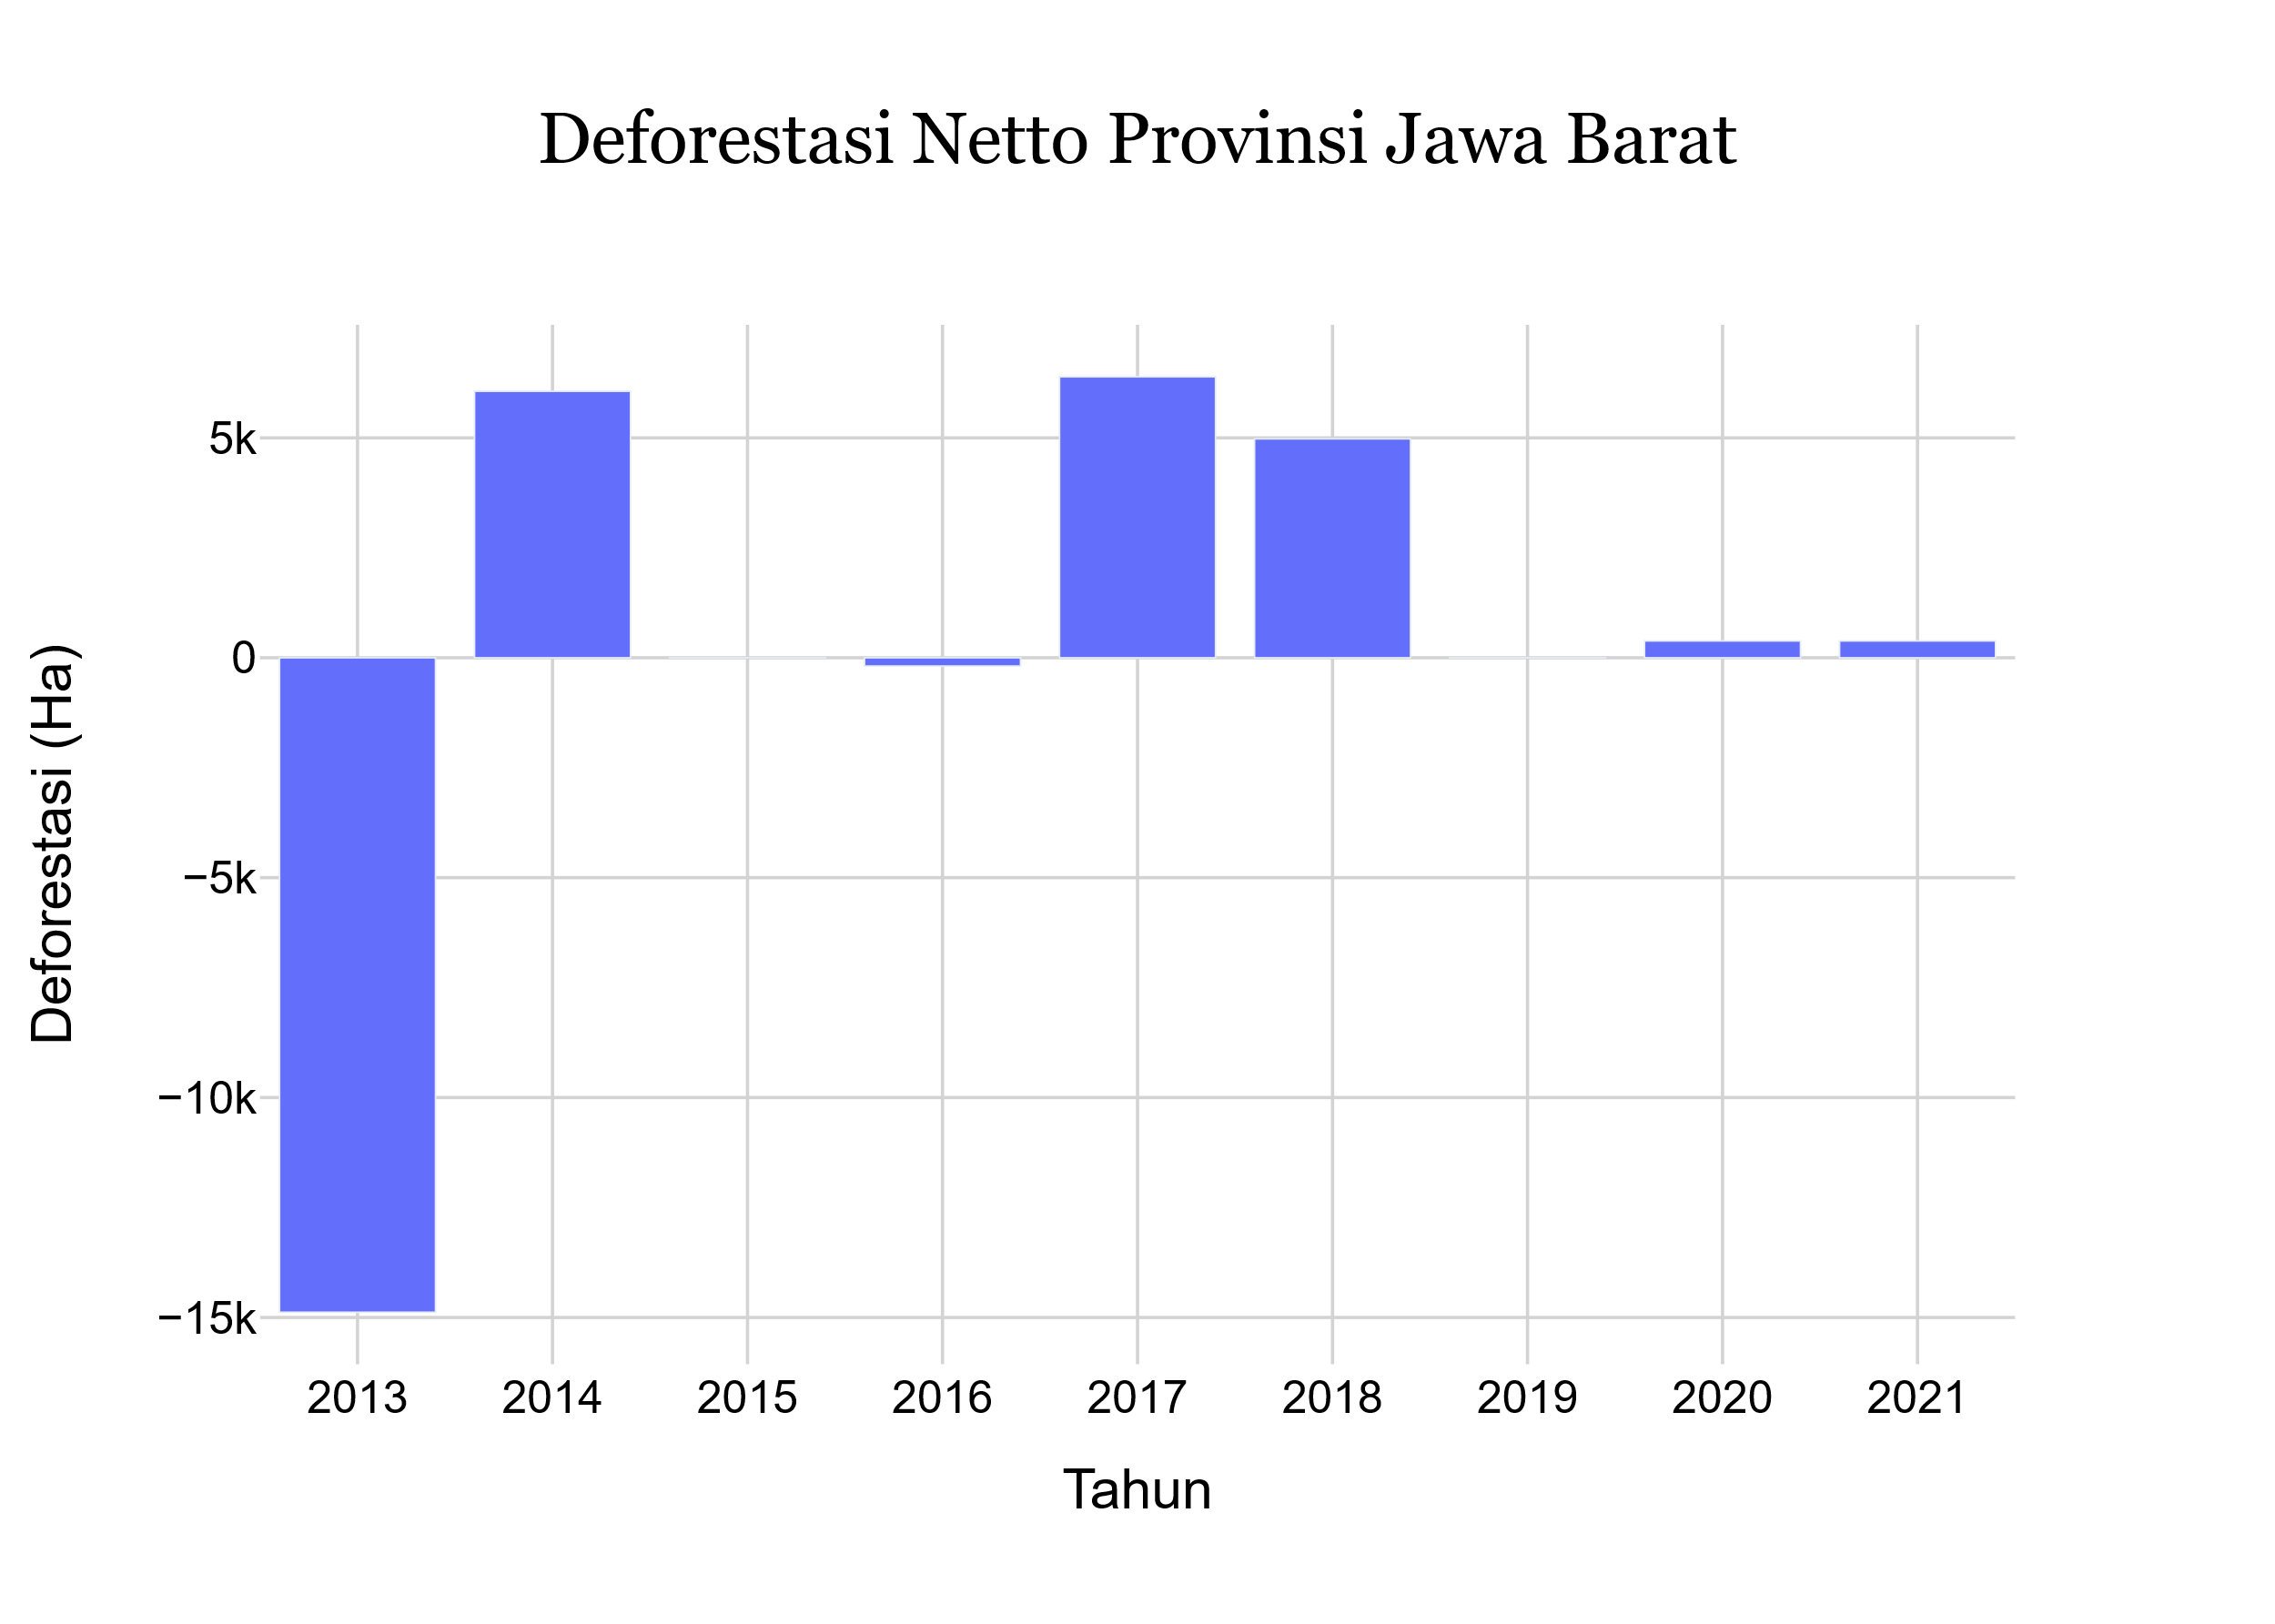 Deforestasi Netto Provinsi Jawa Barat
Deforestasi (Ha)
5k
0
−5k
−10k
−15k
2013 2014 2015 2016 2017 2018 2019 2020 2021
Tahun